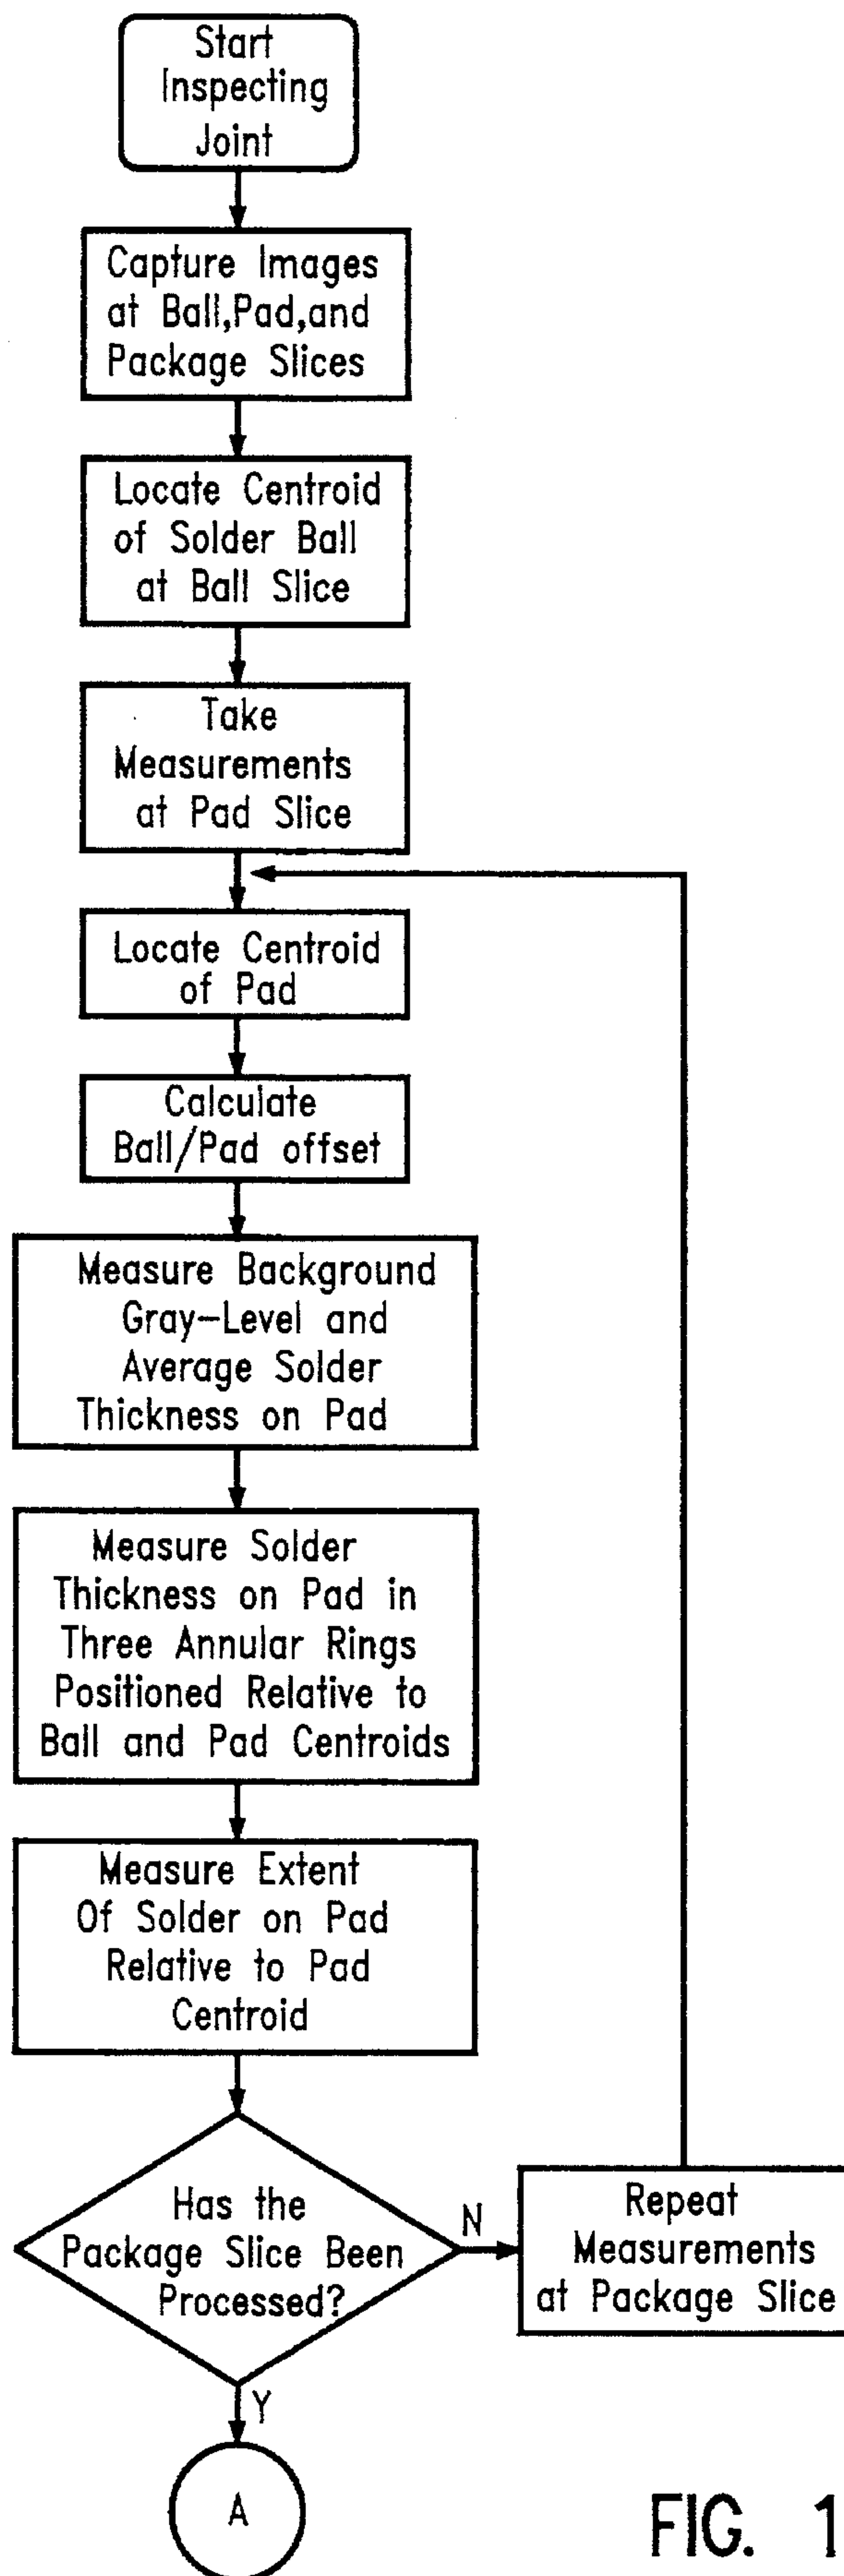 Start
Inspecting
Joint
Capture Images
at Ball,Pad,and
Package Slices
Locate Centroid
of Solder Ball
at Ball Slice
Take
Measurements
at Pad Slice
Locate Centroid
of Pad
Calculate
Ball/Pad offset
Measure Background
Gray-Level and
Average Solder
Thickness on Pad
Measure Solder
Thickness on Pad in
Three Annular Rings
Positioned Relative to
Ball and Pad Centroids
Measure Extent
Of Solder on Pad
Relative to Pad
Centroid
Has the
Package Slice Been
Processed?
N
Repeat
Measurements
at Package Slice
Y
A
FIG. 1